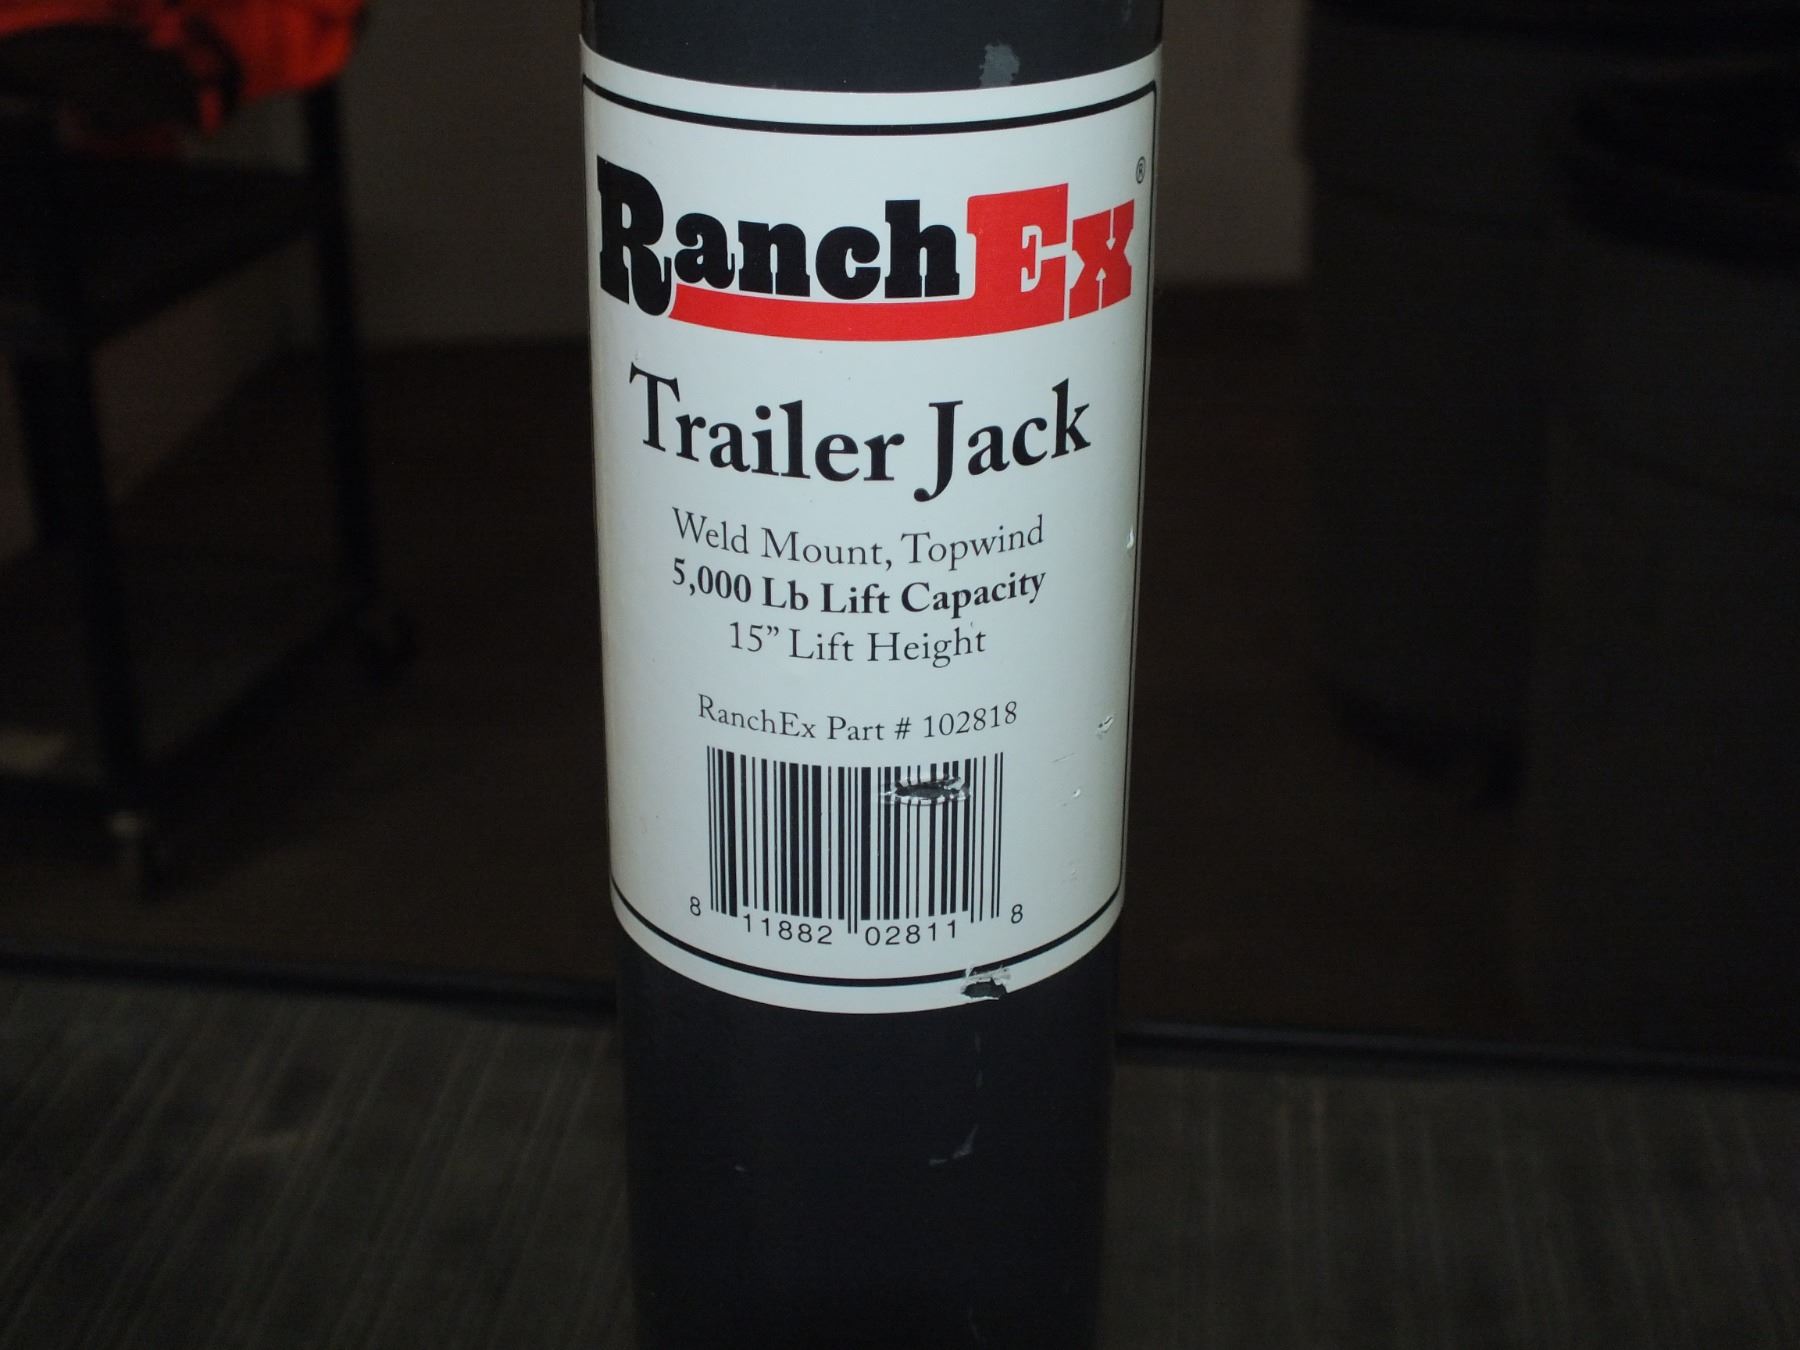 RanchEx®
Trailer Jack
Weld Mount, Topwind
5,000 Lb Lift Capacity
15” Lift Height
RanchEx Part # 102818
8 11882 02811 8